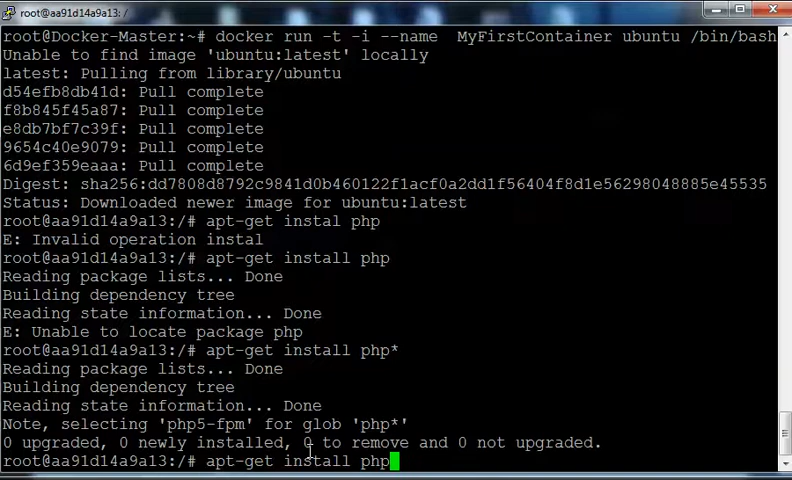 root@aa91d14a9a13: /
root@Docker-Master:~# docker run -t -i --name  MyFirstContainer ubuntu /bin/bash
Unable to find image 'ubuntu:latest' locally
latest: Pulling from library/ubuntu
d54efb8db41d: Pull complete
f8b845f45a87: Pull complete
e8db7bf7c39f: Pull complete
9654c40e9079: Pull complete
6d9ef359eaaa: Pull complete
Digest: sha256:dd7808d8792c9841d0b460122f1acf0a2dd1f56404f8d1e56298048885e45535
Status: Downloaded newer image for ubuntu:latest
root@aa91d14a9a13:/# apt-get instal php
E: Invalid operation instal
root@aa91d14a9a13:/# apt-get install php
Reading package lists... Done
Building dependency tree
Reading state information... Done
E: Unable to locate package php
root@aa91d14a9a13:/# apt-get install php*
Reading package lists... Done
Building dependency tree
Reading state information... Done
Note, selecting 'php5-fpm' for glob 'php*'
0 upgraded, 0 newly installed, 0 to remove and 0 not upgraded.
root@aa91d14a9a13:/# apt-get install php